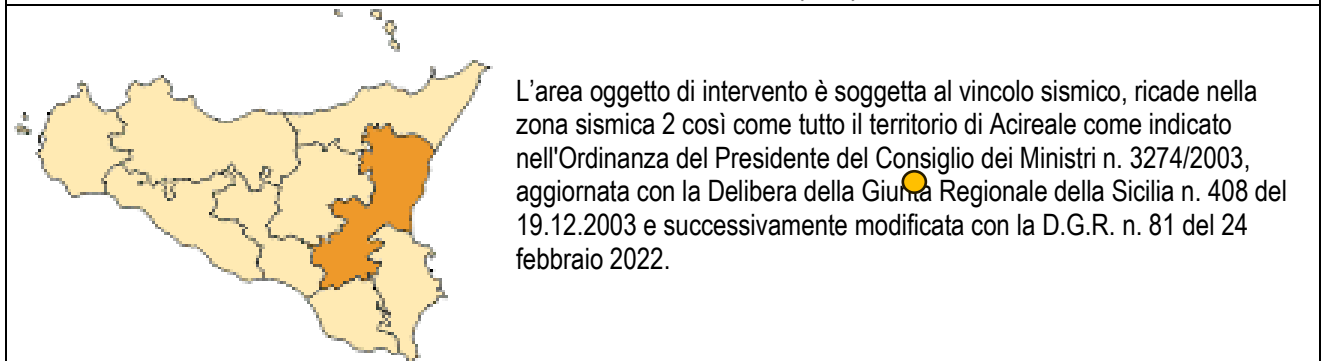 L'area oggetto di intervento è soggetta al vincolo sismico, ricade nella
zona sismica 2 così come tutto il territorio di Acireale come indicato
nell'Ordinanza del Presidente del Consiglio dei Ministri n. 3274/2003,
aggiornata con la Delibera della Giunta Regionale della Sicilia n. 408 del
19.12.2003 e successivamente modificata con la D.G.R. n. 81 del 24
febbraio 2022.